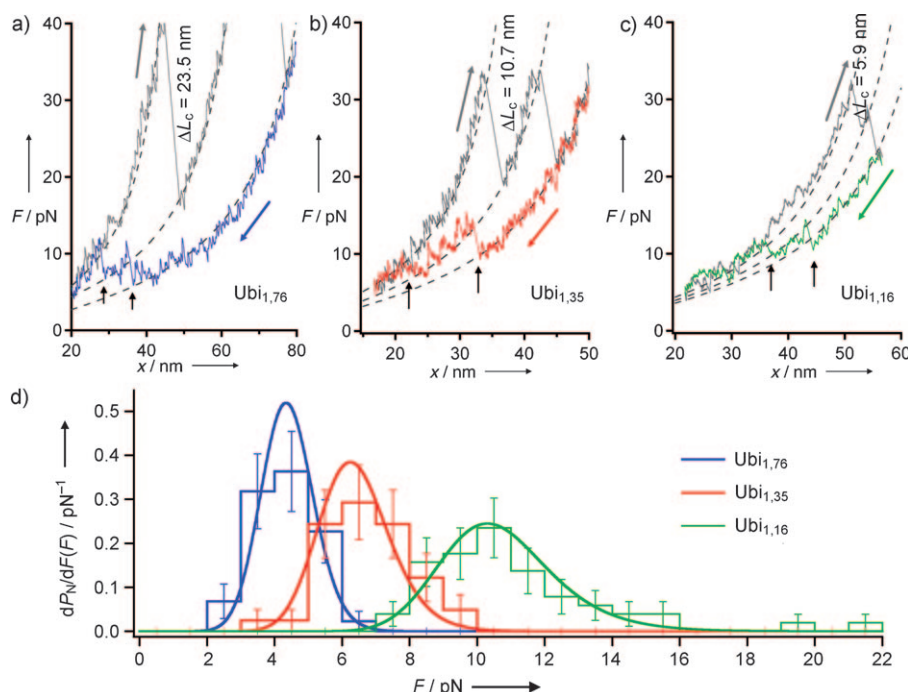 a)
40
30
F / pN
20
10
0
20
40
60
80
x / nm
ΔLc = 23.5 nm
Ubi1,76
b)
40
30
F / pN
20
10
0
20
30
40
50
x / nm
ΔLc = 10.7 nm
Ubi1,35
c)
40
30
F / pN
20
10
0
20
30
40
50
60
x / nm
ΔLc = 5.9 nm
Ubi1,16
d)
0.5
0.4
0.3
0.2
0.1
0.0
dPN/dF(F) / pN⁻¹
Ubi1,76
Ubi1,35
Ubi1,16
0 2 4 6 8 10 12 14 16 18 20 22
F / pN